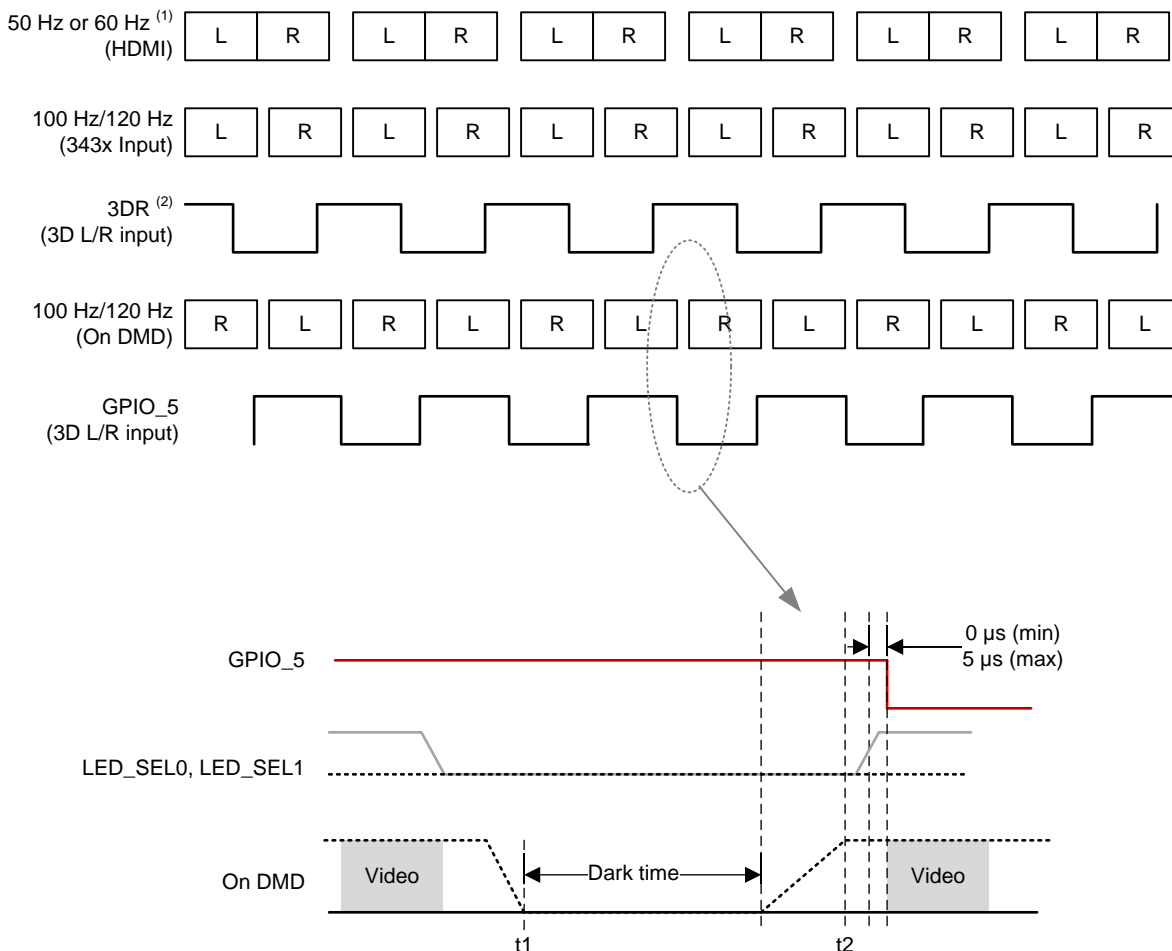 50 Hz or 60 Hz (1)
(HDMI)
L R L R L R L R L R L R
100 Hz/120 Hz
(343x Input)
L R L R L R L R L R L R
3DR (2)
(3D L/R input)
100 Hz/120 Hz
(On DMD)
R L R L R L R L R L R L
GPIO_5
(3D L/R input)
0 µs (min)
5 µs (max)
GPIO_5
LED_SEL0, LED_SEL1
On DMD
Video
Dark time
Video
t1
t2